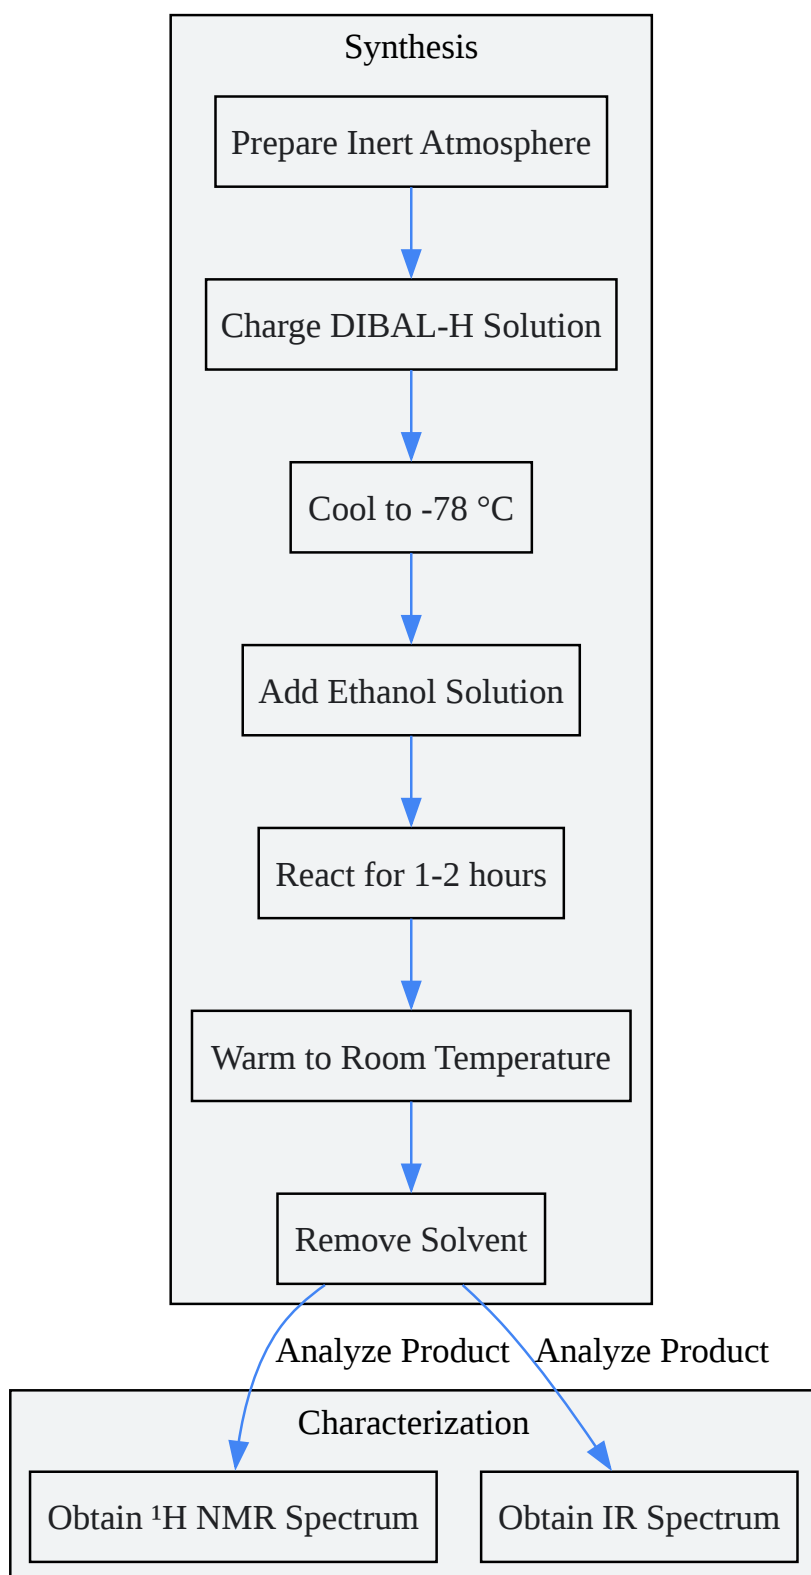 Synthesis
Prepare Inert Atmosphere
Charge DIBAL-H Solution
Cool to -78 °C
Add Ethanol Solution
React for 1-2 hours
Warm to Room Temperature
Remove Solvent
Analyze Product
Analyze Product
Characterization
Obtain ¹H NMR Spectrum
Obtain IR Spectrum